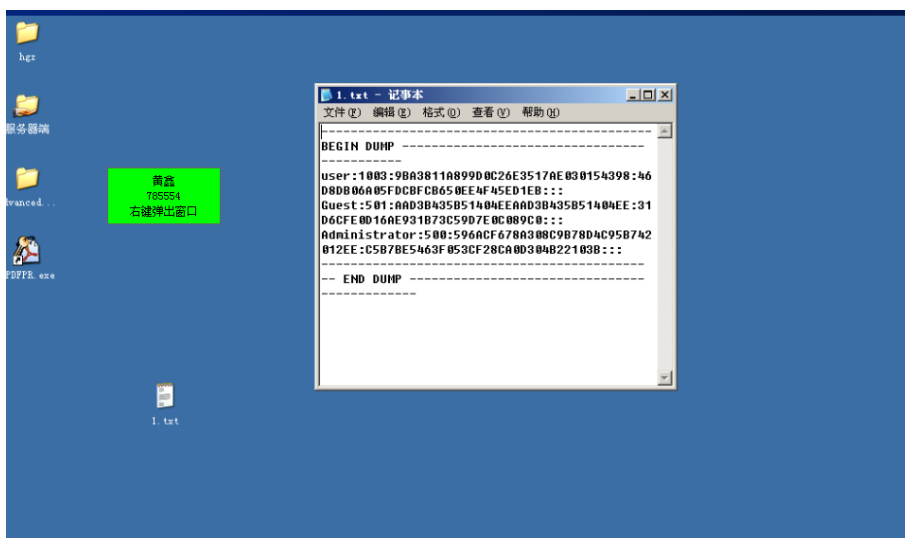 hgz
服务器端
dvanced...
PDFPR.exe
黄鑫
785554
右键弹出窗口
1.txt
1.txt - 记事本
文件(F) 编辑(E) 格式(O) 查看(V) 帮助(H)
--------------------------------------------
BEGIN DUMP ---------------------------------
-----------
user:1003:9BA3811A899D0C26E3517AE030154398:46
D8DB06A05FDCBFCB650EE4F45ED1EB:::
Guest:501:AAD3B435B51404EEAAD3B435B51404EE:31
D6CFE0D16AE931B73C59D7E0C089C0:::
Administrator:500:596ACF678A308C9B78D4C95B742
012EE:C5B7BE5463F053CF28CA0D304B22103B:::
--------------------------------------------
-- END DUMP --------------------------------
-------------